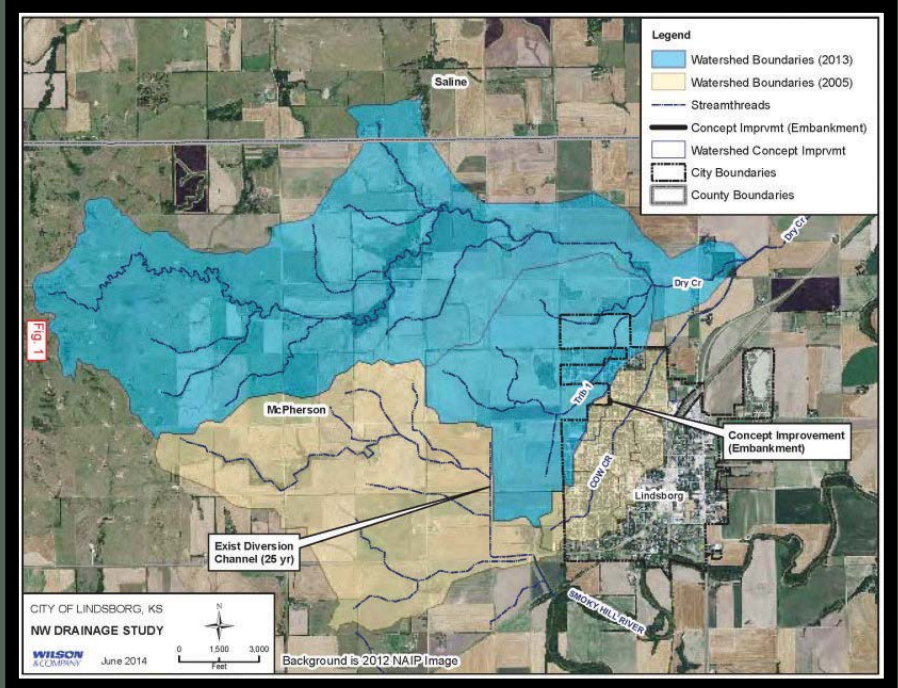 Legend
Watershed Boundaries (2013)
Watershed Boundaries (2005)
Streamthreads
Concept Imprvmt (Embankment)
Watershed Concept Imprvmt
City Boundaries
County Boundaries
Saline
Dry Cr
Dry Cr
Fig. 1
Trib 1
McPherson
Concept Improvement
(Embankment)
COW CR
Lindsborg
Exist Diversion
Channel (25 yr)
SMOKY HILL RIVER
CITY OF LINDSBORG, KS
NW DRAINAGE STUDY
N
WILSON
&COMPANY
June 2014
0 1,500 3,000
Feet
Background is 2012 NAIP Image